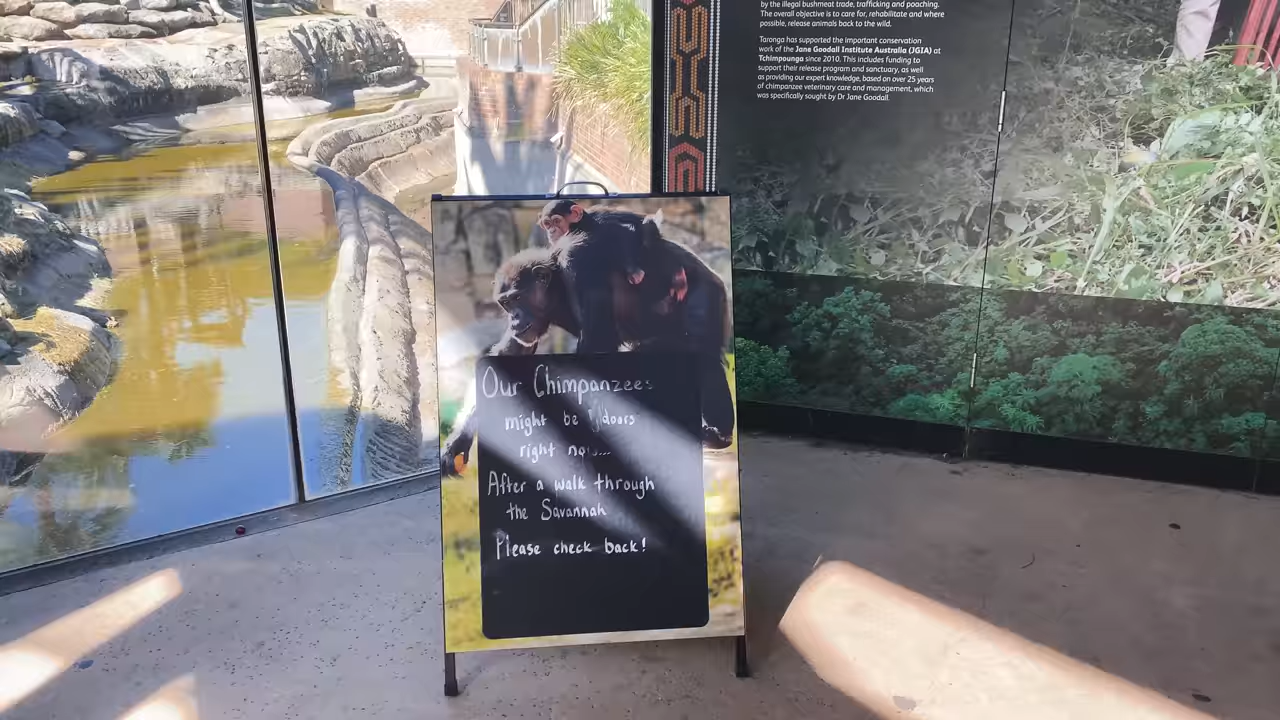 by the illegal bushmeat trade, trafficking and poaching.
The overall objective is to care for, rehabilitate and where
possible, release animals back to the wild.
Taronga has supported the important conservation
work of the Jane Goodall Institute Australia (JGIA) at
Tchimpounga since 2010. This includes funding to
support their release program and sanctuary, as well
as providing our expert knowledge, based on over 25 years
of chimpanzee veterinary care and management, which
was specifically sought by Dr Jane Goodall.
Our Chimpanzees
might be
right
After a walk through
the Savannah
Please check back!